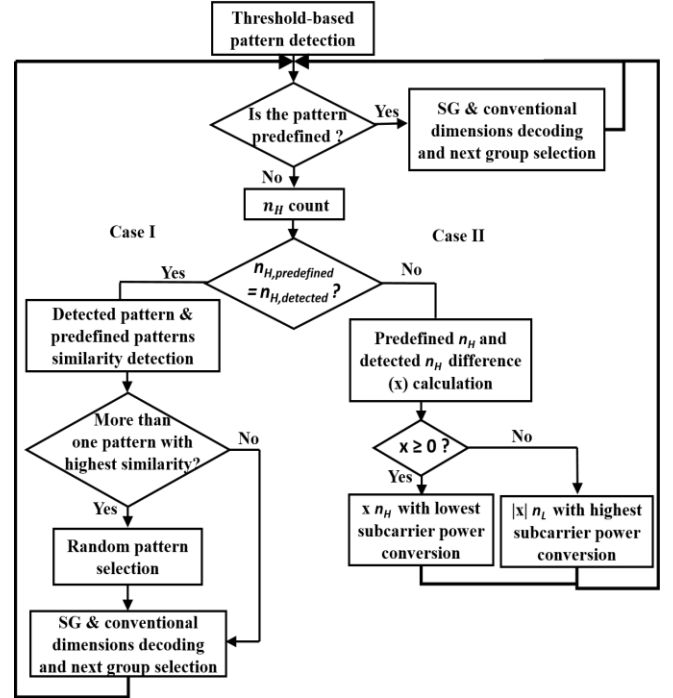 Threshold-based
pattern detection
Is the pattern
predefined ?
Yes
SG & conventional
dimensions decoding
and next group selection
No
n_H count
Case I
Case II
n_H,predefined
= n_H,detected ?
Yes
No
Detected pattern &
predefined patterns
similarity detection
Predefined n_H and
detected n_H difference
(x) calculation
More than
one pattern with
highest similarity?
No
Yes
x ≥ 0 ?
No
Yes
Random pattern
selection
x n_H with lowest
subcarrier power
conversion
|x| n_L with highest
subcarrier power
conversion
SG & conventional
dimensions decoding
and next group selection